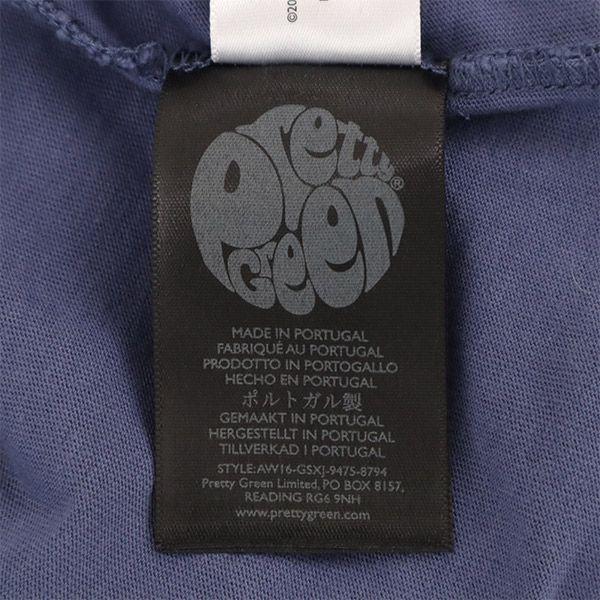 ©20
Pretty
Green®
MADE IN PORTUGAL
FABRIQUÉ AU PORTUGAL
PRODOTTO IN PORTOGALLO
HECHO EN PORTUGAL
ポルトガル製
GEMAAKT IN PORTUGAL
HERGESTELLT IN PORTUGAL
TILLVERKAD I PORTUGAL
STYLE:AW16-GSXJ-9475-8794
Pretty Green Limited, PO BOX 8157,
READING RG6 9NH
www.prettygreen.com